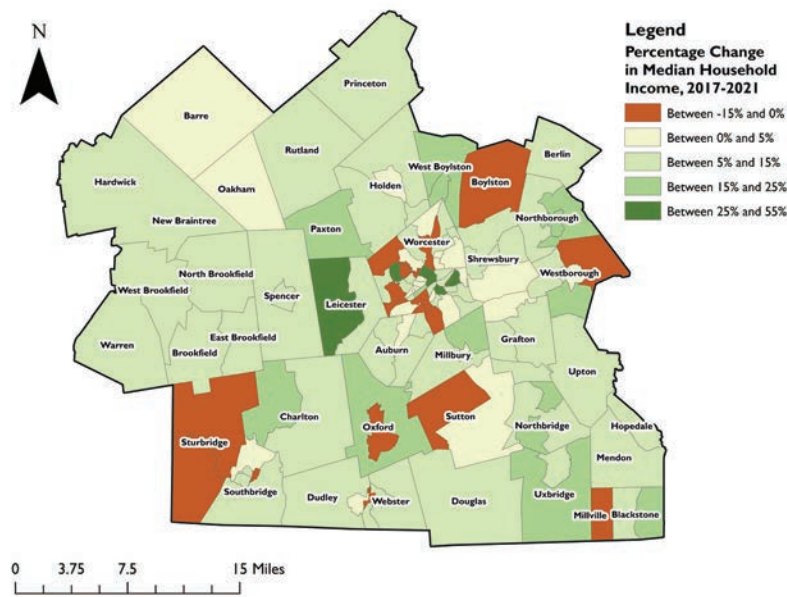 N
Legend
Percentage Change
in Median Household
Income, 2017-2021
Between -15% and 0%
Between 0% and 5%
Between 5% and 15%
Between 15% and 25%
Between 25% and 55%
Princeton
Barre
Rutland
West Boylston
Berlin
Hardwick
Oakham
Holden
Boylston
New Braintree
Paxton
Northborough
Worcester
Shrewsbury
North Brookfield
Westborough
West Brookfield
Spencer
Leicester
Warren
East Brookfield
Brookfield
Auburn
Millbury
Grafton
Upton
Charlton
Oxford
Sutton
Northbridge
Hopedale
Sturbridge
Mendon
Southbridge
Dudley
Webster
Douglas
Uxbridge
Millville
Blackstone
0 3.75 7.5 15 Miles